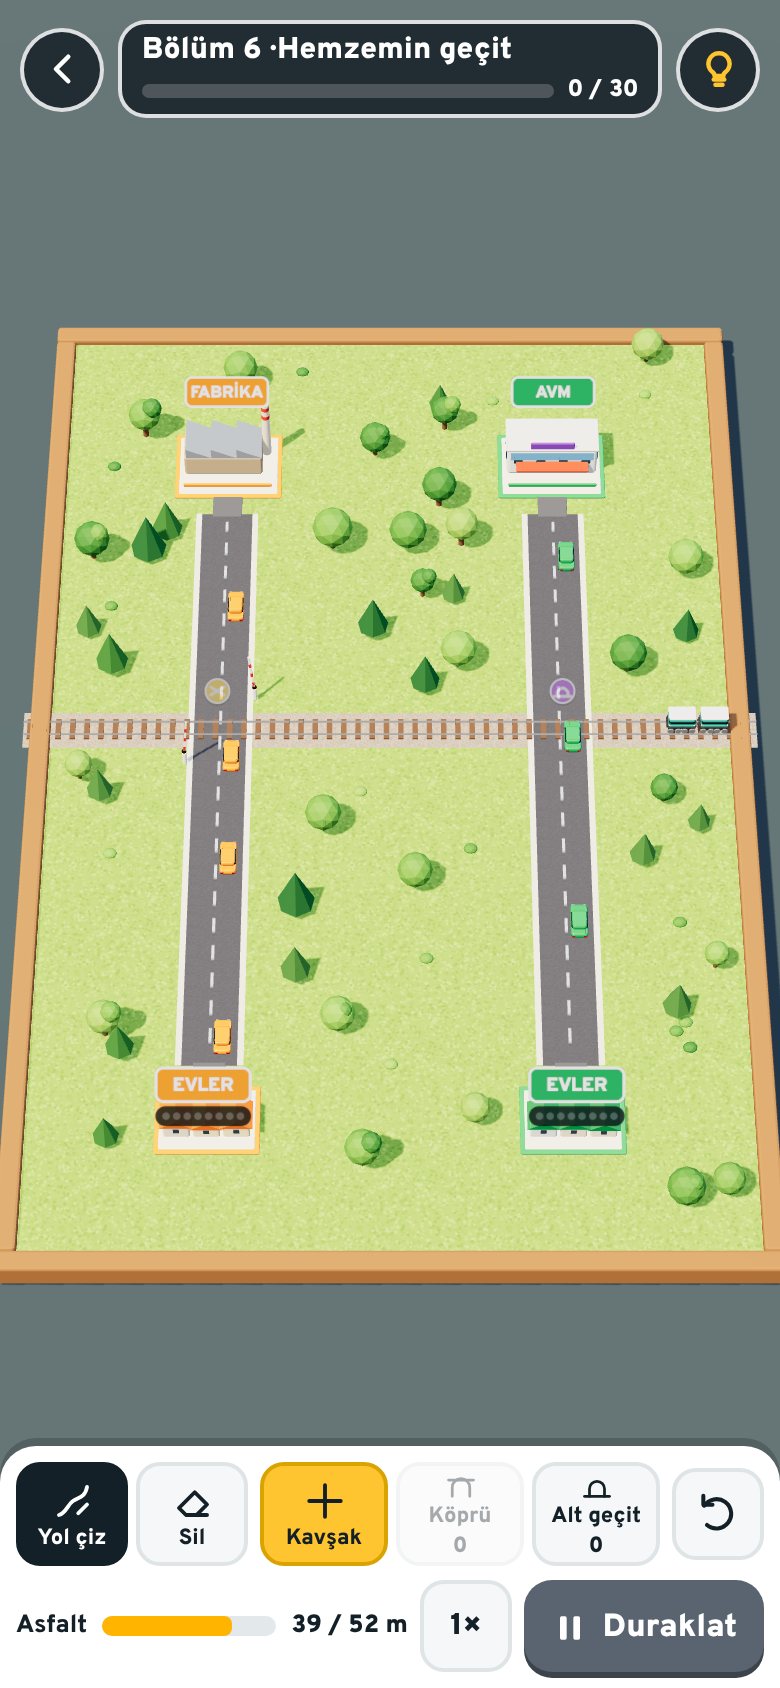 Bölüm 6 ·Hemzemin geçit
0 / 30
FABRİKA
AVM
EVLER
EVLER
Yol çiz
Sil
Kavşak
Köprü
0
Alt geçit
0
Asfalt
39 / 52 m
1×
Duraklat